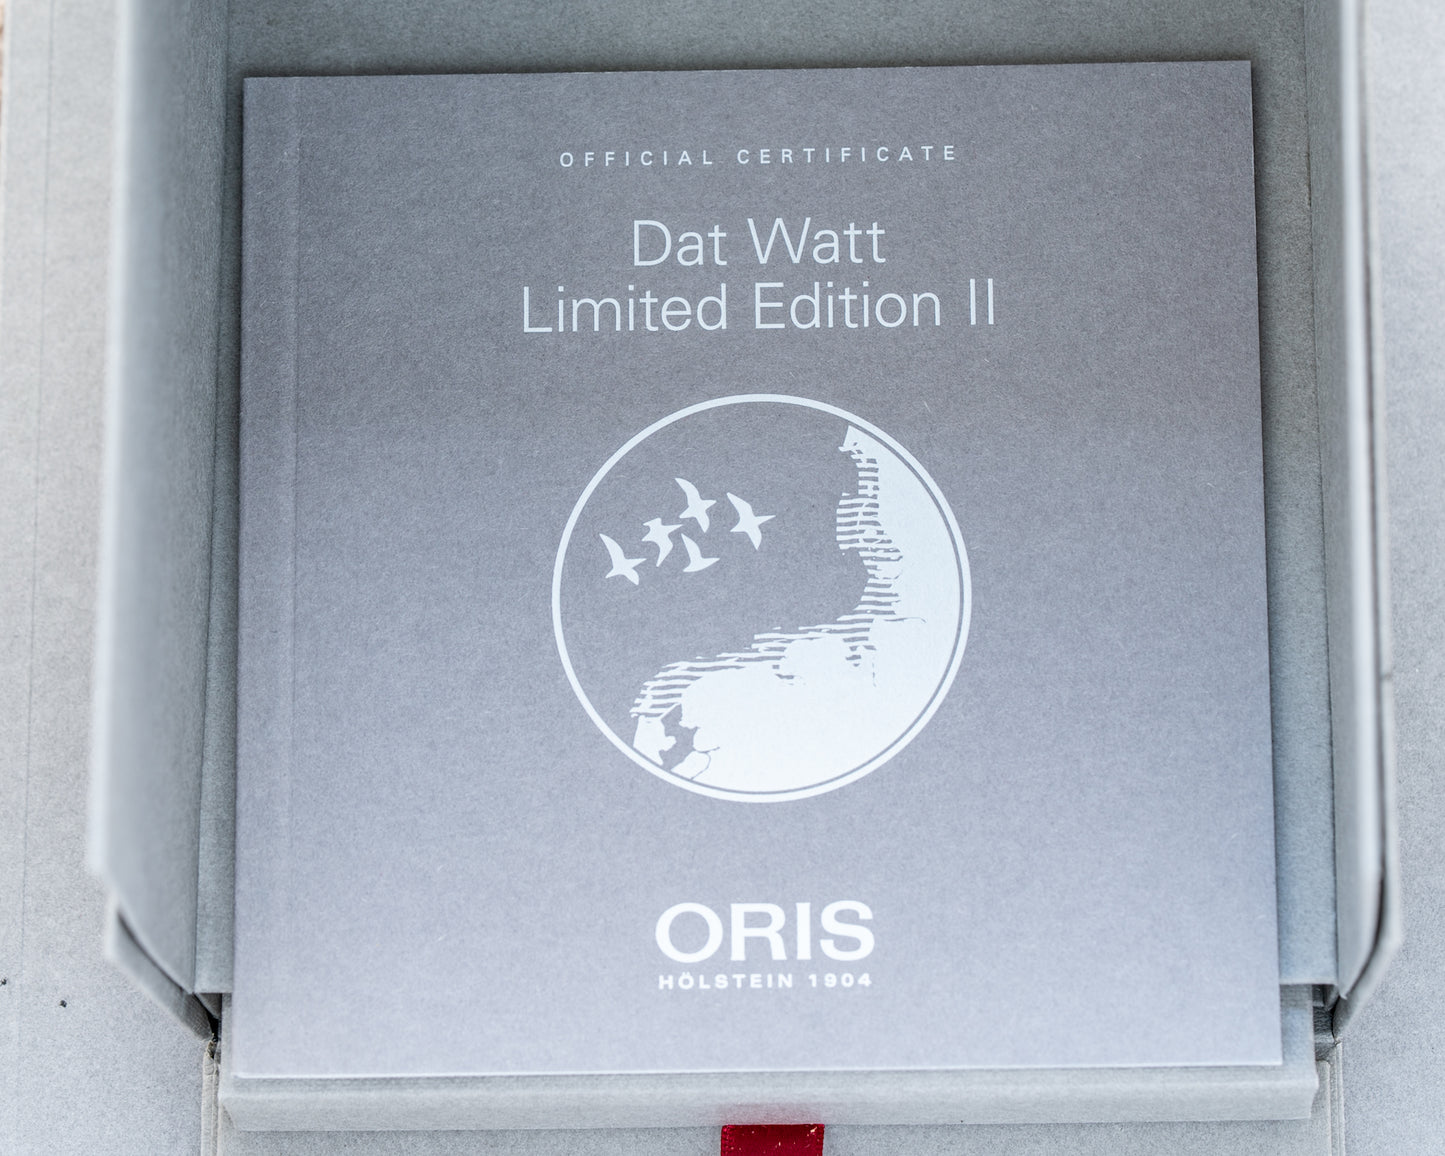 OFFICIAL CERTIFICATE
Dat Watt
Limited Edition II
ORIS
HÖLSTEIN 1904